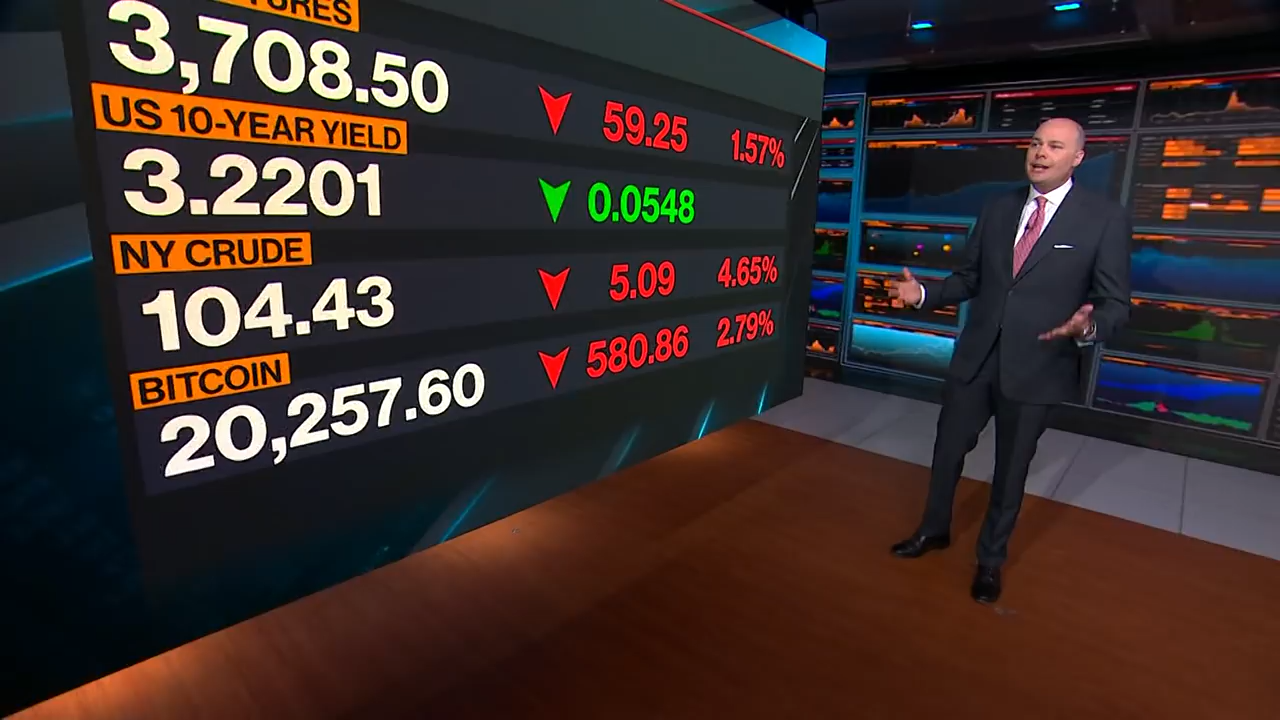 3,708.50 59.25 1.57%
US 10-YEAR YIELD
3.2201 0.0548
NY CRUDE
104.43 5.09 4.65%
BITCOIN
20,257.60 580.86 2.79%